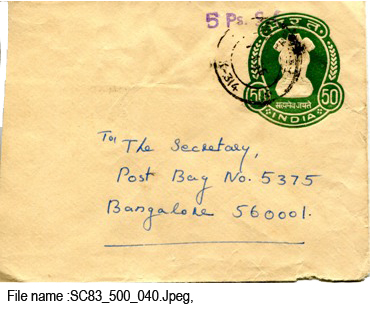 5 Ps.
भारत
50 50
सत्यमेव जयते
INDIA
To,
The Secretary,
Post Bag No. 5375
Bangalore 560001.
File name :SC83_500_040.Jpeg,